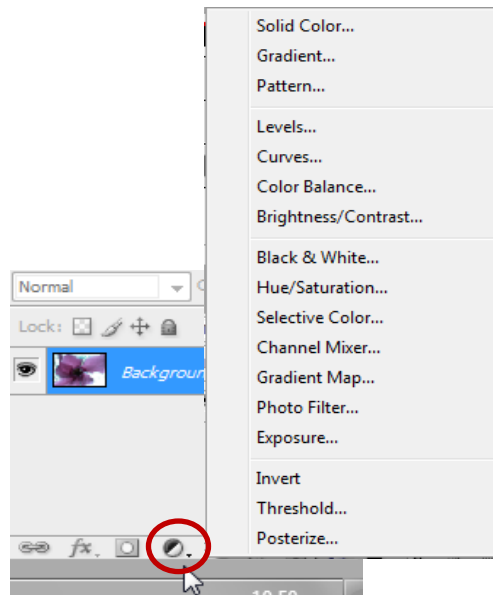 Solid Color...
Gradient...
Pattern...
Levels...
Curves...
Color Balance...
Brightness/Contrast...
Black & White...
Hue/Saturation...
Selective Color...
Channel Mixer...
Gradient Map...
Photo Filter...
Exposure...
Invert
Threshold...
Posterize...
Normal
Lock:
Backgroun
fx.